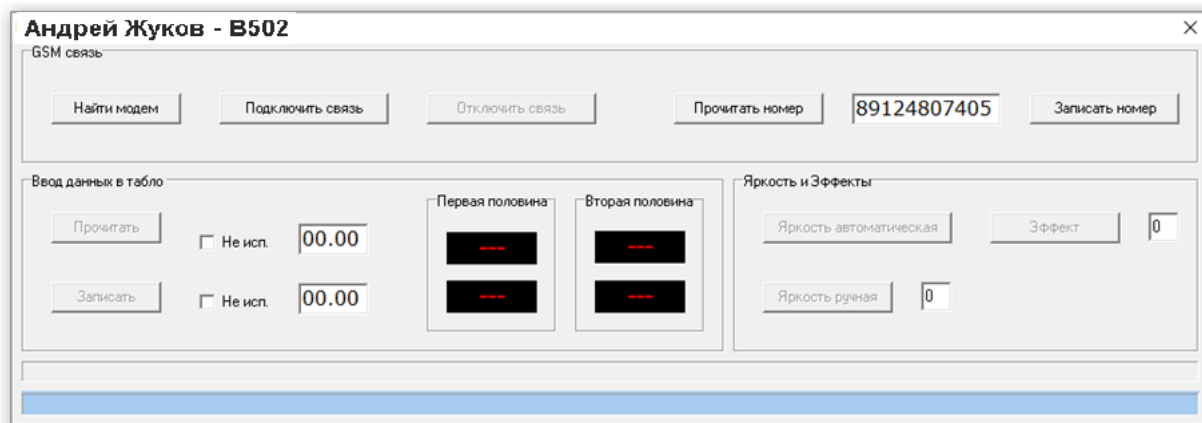 Андрей Жуков - B502
GSM связь
Найти модем Подключить связь Отключить связь Прочитать номер 89124807405 Записать номер
Ввод данных в табло
Первая половина Вторая половина
Прочитать Не исп. 00.00 --- ---
Записать Не исп. 00.00 --- ---
Яркость и Эффекты
Яркость автоматическая Эффект 0
Яркость ручная 0